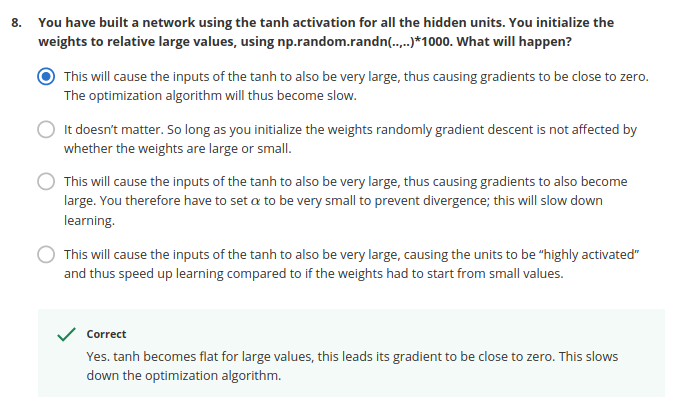 8. You have built a network using the tanh activation for all the hidden units. You initialize the
weights to relative large values, using np.random.randn(..,..)*1000. What will happen?
This will cause the inputs of the tanh to also be very large, thus causing gradients to be close to zero.
The optimization algorithm will thus become slow.
It doesn’t matter. So long as you initialize the weights randomly gradient descent is not affected by
whether the weights are large or small.
This will cause the inputs of the tanh to also be very large, thus causing gradients to also become
large. You therefore have to set α to be very small to prevent divergence; this will slow down
learning.
This will cause the inputs of the tanh to also be very large, causing the units to be “highly activated”
and thus speed up learning compared to if the weights had to start from small values.
Correct
Yes. tanh becomes flat for large values, this leads its gradient to be close to zero. This slows
down the optimization algorithm.